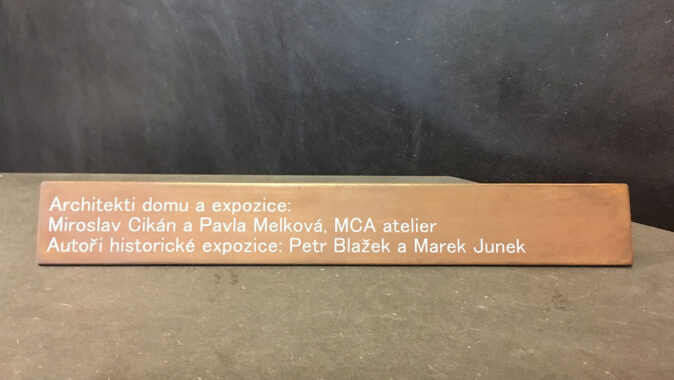 Architekti domu a expozice:
Miroslav Cikán a Pavla Melková, MCA atelier
Autoři historické expozice: Petr Blažek a Marek Junek